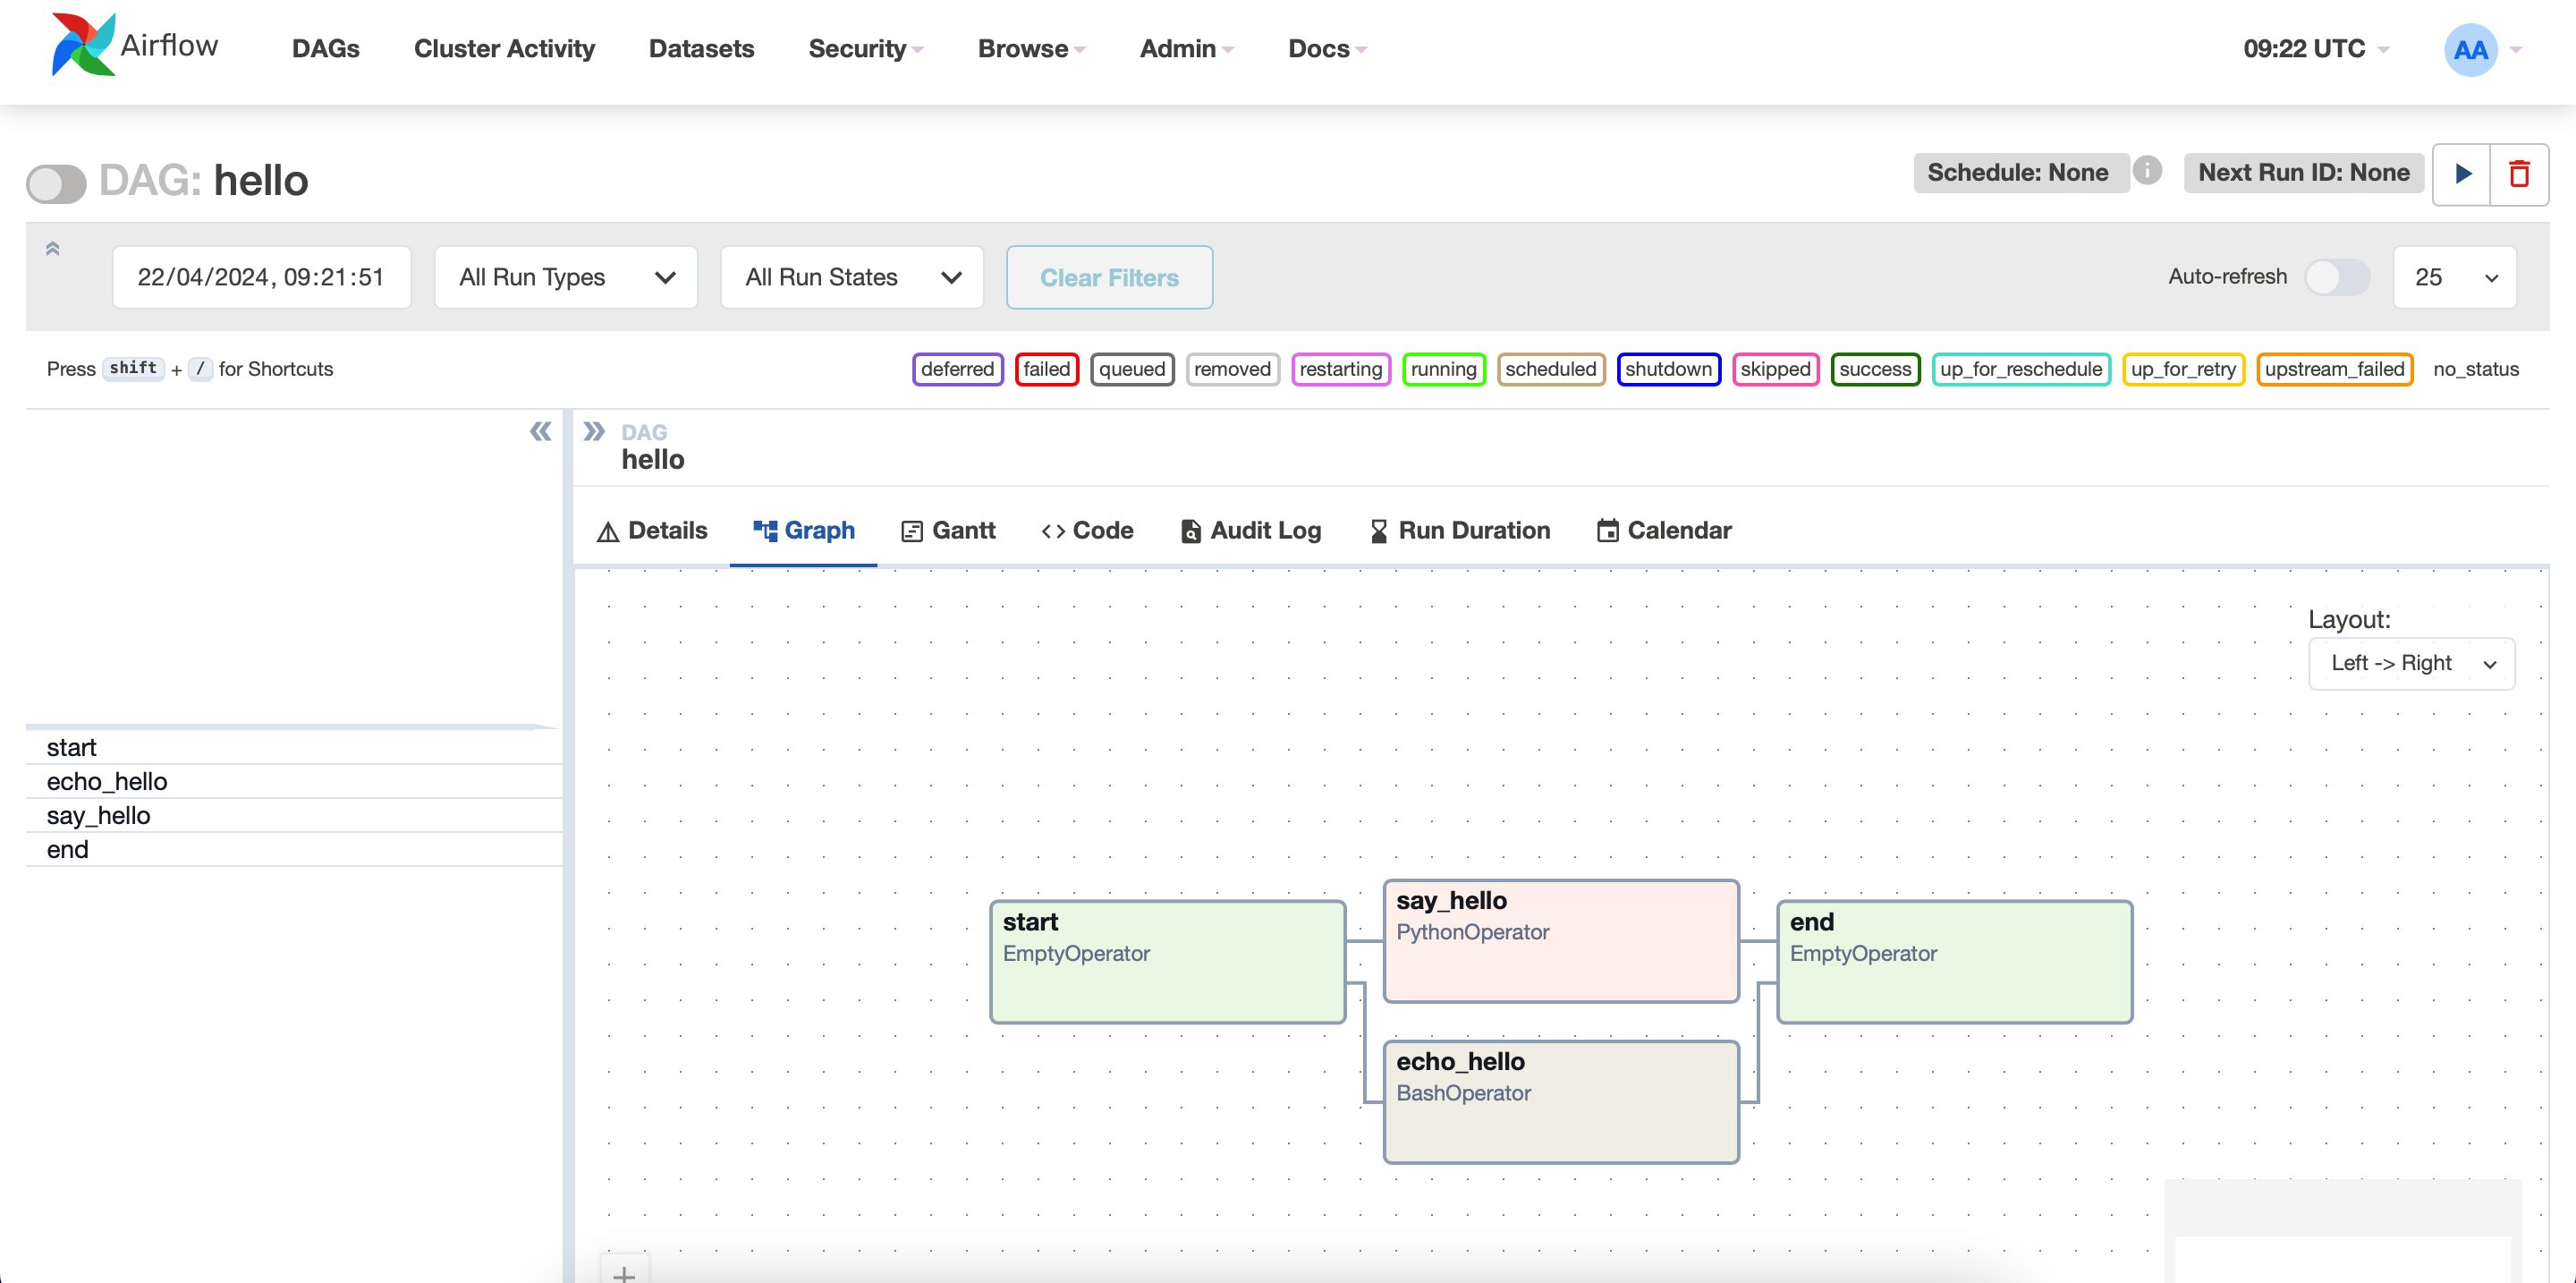 Airflow DAGs Cluster Activity Datasets Security Browse Admin Docs 09:22 UTC AA
DAG: hello Schedule: None Next Run ID: None
22/04/2024, 09:21:51 All Run Types All Run States Clear Filters Auto-refresh 25
Press shift + / for Shortcuts deferred failed queued removed restarting running scheduled shutdown skipped success up_for_reschedule up_for_retry upstream_failed no_status
DAG
hello
Details Graph Gantt Code Audit Log Run Duration Calendar
Layout:
Left -> Right
start
echo_hello
say_hello
end
start
EmptyOperator
say_hello
PythonOperator
echo_hello
BashOperator
end
EmptyOperator